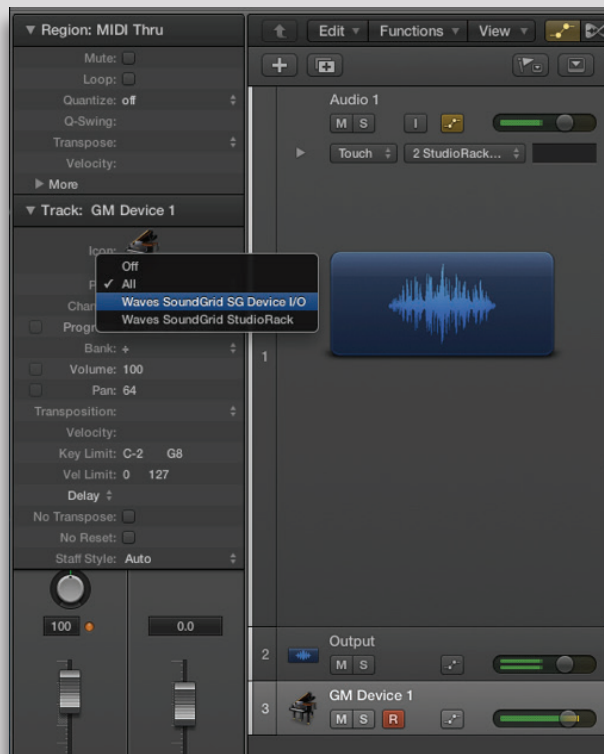 Region: MIDI Thru
Mute:
Loop:
Quantize: off
Q-Swing:
Transpose:
Velocity:
More
Track: GM Device 1
Icon:
Off
All
Waves SoundGrid SG Device I/O
Waves SoundGrid StudioRack
Bank: +
Volume: 100
Pan: 64
Transposition:
Velocity:
Key Limit: C-2 G8
Vel Limit: 0 127
Delay
No Transpose:
No Reset:
Staff Style: Auto
100
0.0
Edit Functions View
Audio 1
M S I
Touch 2 StudioRack...
1
2
Output
M S
3
GM Device 1
M S R